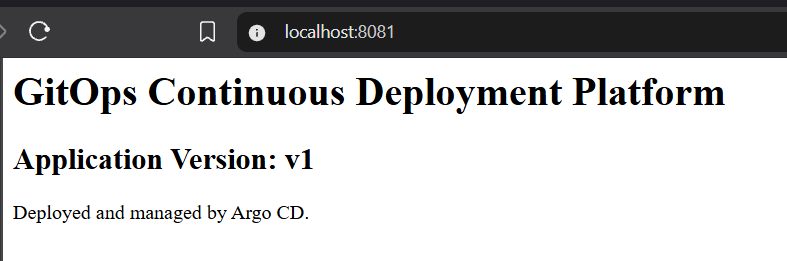 localhost:8081
GitOps Continuous Deployment Platform
Application Version: v1
Deployed and managed by Argo CD.